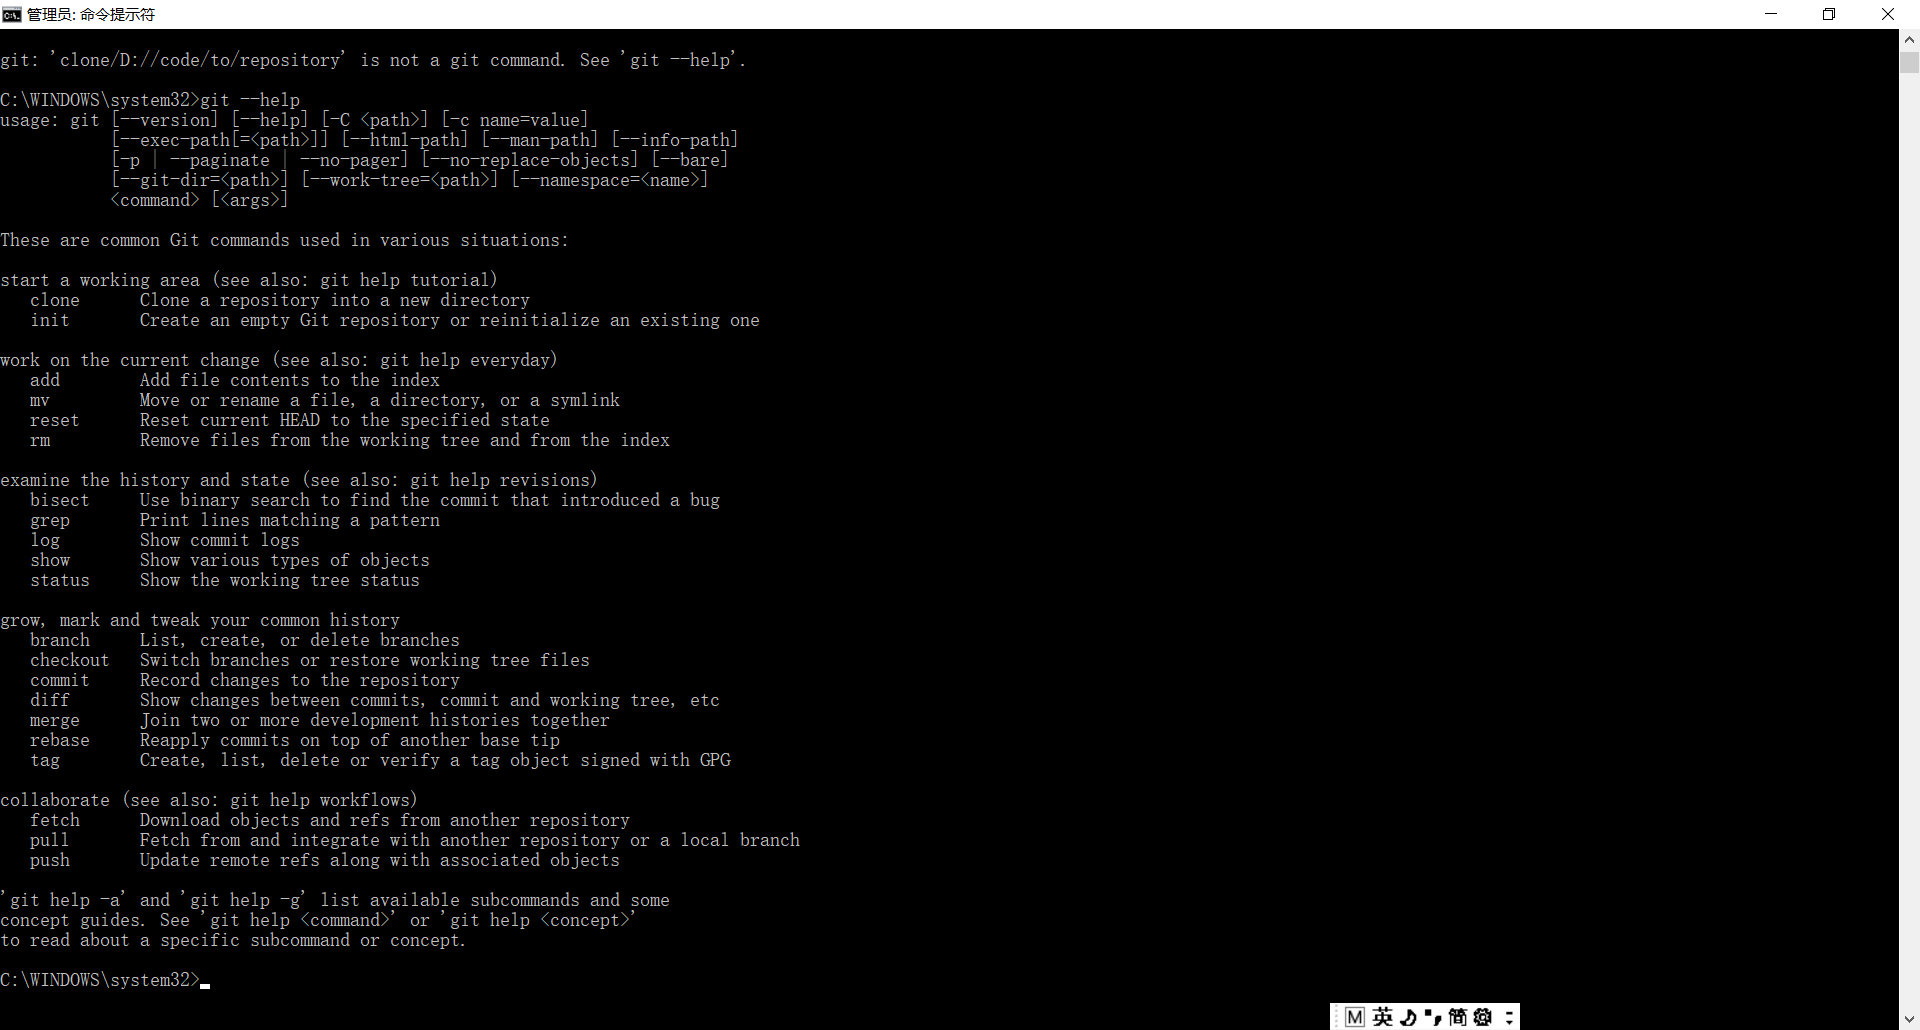 管理员: 命令提示符
git: 'clone/D://code/to/repository' is not a git command. See 'git --help'.
C:\WINDOWS\system32>git --help
usage: git [--version] [--help] [-C <path>] [-c name=value]
           [--exec-path[=<path>]] [--html-path] [--man-path] [--info-path]
           [-p | --paginate | --no-pager] [--no-replace-objects] [--bare]
           [--git-dir=<path>] [--work-tree=<path>] [--namespace=<name>]
           <command> [<args>]
These are common Git commands used in various situations:
start a working area (see also: git help tutorial)
   clone      Clone a repository into a new directory
   init       Create an empty Git repository or reinitialize an existing one
work on the current change (see also: git help everyday)
   add        Add file contents to the index
   mv         Move or rename a file, a directory, or a symlink
   reset      Reset current HEAD to the specified state
   rm         Remove files from the working tree and from the index
examine the history and state (see also: git help revisions)
   bisect     Use binary search to find the commit that introduced a bug
   grep       Print lines matching a pattern
   log        Show commit logs
   show       Show various types of objects
   status     Show the working tree status
grow, mark and tweak your common history
   branch     List, create, or delete branches
   checkout   Switch branches or restore working tree files
   commit     Record changes to the repository
   diff       Show changes between commits, commit and working tree, etc
   merge      Join two or more development histories together
   rebase     Reapply commits on top of another base tip
   tag        Create, list, delete or verify a tag object signed with GPG
collaborate (see also: git help workflows)
   fetch      Download objects and refs from another repository
   pull       Fetch from and integrate with another repository or a local branch
   push       Update remote refs along with associated objects
'git help -a' and 'git help -g' list available subcommands and some
concept guides. See 'git help <command>' or 'git help <concept>'
to read about a specific subcommand or concept.
C:\WINDOWS\system32>
M 英 简